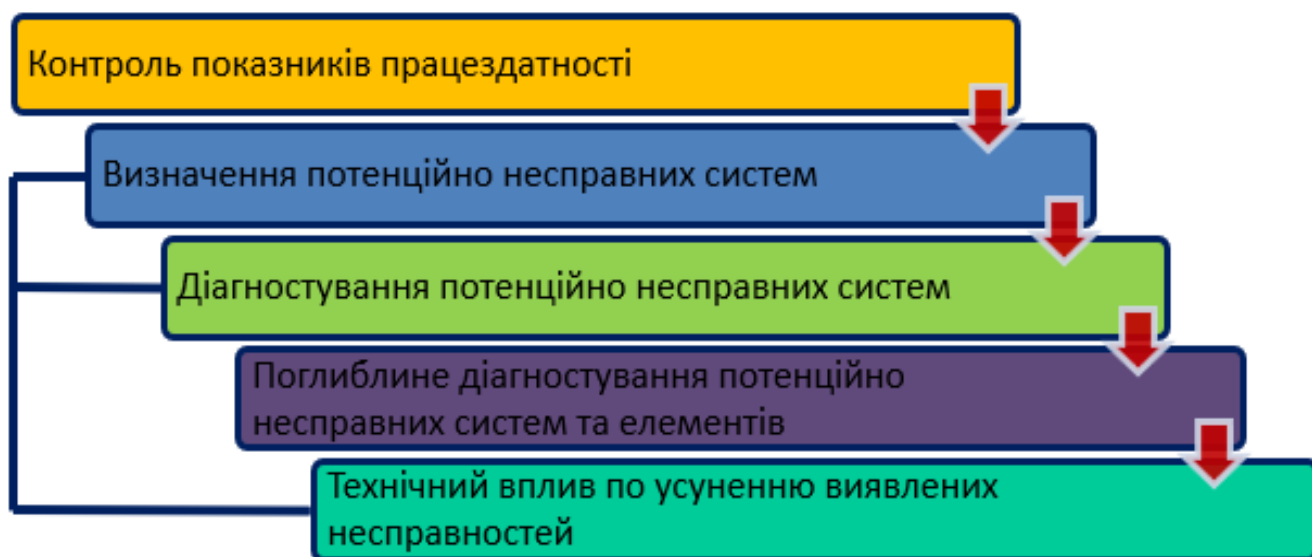 Контроль показників працездатності
Визначення потенційно несправних систем
Діагностування потенційно несправних систем
Поглиблине діагностування потенційно
несправних систем та елементів
Технічний вплив по усуненню виявлених
несправностей